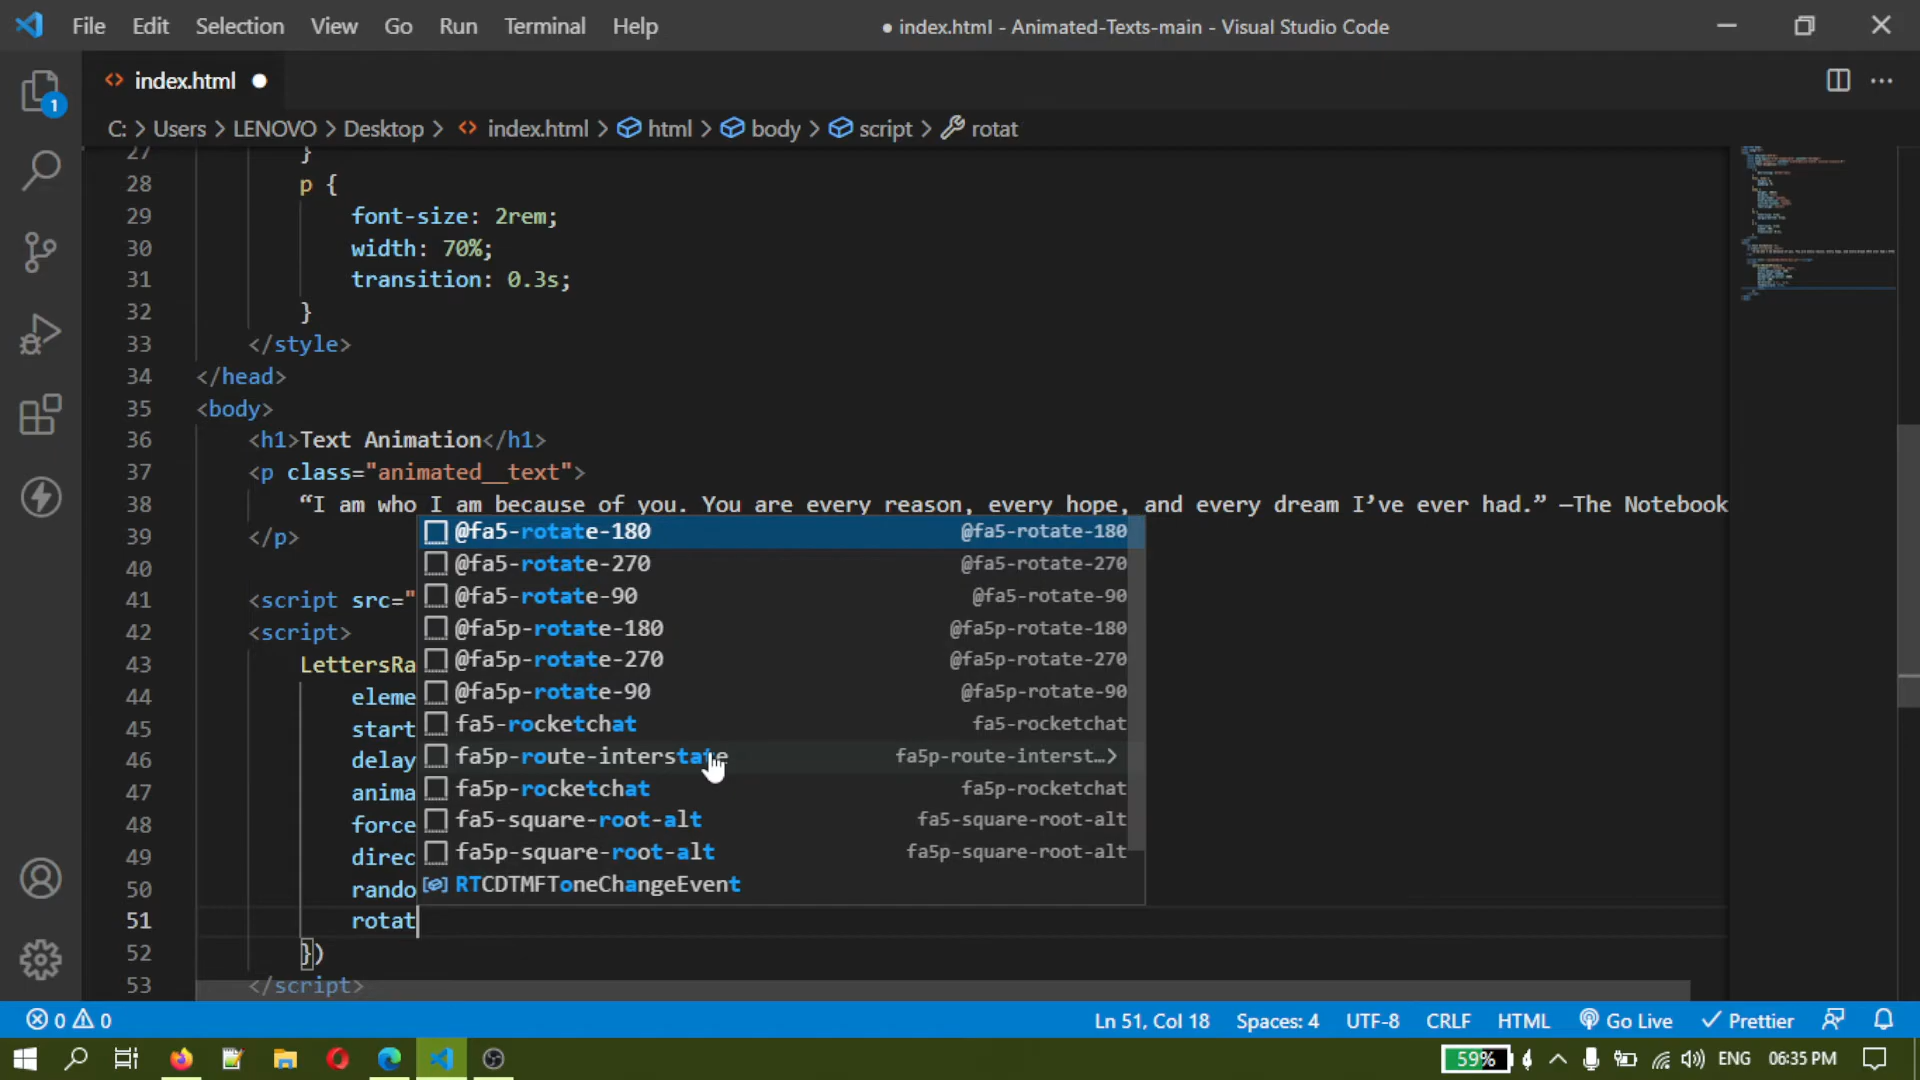 File Edit Selection View Go Run Terminal Help
● index.html - Animated-Texts-main - Visual Studio Code
1
<> index.html ●
C: > Users > LENOVO > Desktop > <> index.html > html > body > script > rotat
27 }
28 p {
29 font-size: 2rem;
30 width: 70%;
31 transition: 0.3s;
32 }
33 </style>
34 </head>
35 <body>
36 <h1>Text Animation</h1>
37 <p class="animated__text">
38 “I am who I am because of you. You are every reason, every hope, and every dream I’ve ever had.” —The Notebook
39 </p>
40
41 <script src="
42 <script>
43 LettersRa
44 eleme
45 start
46 delay
47 anima
48 force
49 direc
50 rando
51 rotat
52 })
53 </script>
@fa5-rotate-180 @fa5-rotate-180
@fa5-rotate-270 @fa5-rotate-270
@fa5-rotate-90 @fa5-rotate-90
@fa5p-rotate-180 @fa5p-rotate-180
@fa5p-rotate-270 @fa5p-rotate-270
@fa5p-rotate-90 @fa5p-rotate-90
fa5-rocketchat fa5-rocketchat
fa5p-route-interstate fa5p-route-interst…>
fa5p-rocketchat fa5p-rocketchat
fa5-square-root-alt fa5-square-root-alt
fa5p-square-root-alt fa5p-square-root-alt
RTCDTMFToneChangeEvent
0 0 Ln 51, Col 18 Spaces: 4 UTF-8 CRLF HTML Go Live Prettier
59% ENG 06:35 PM